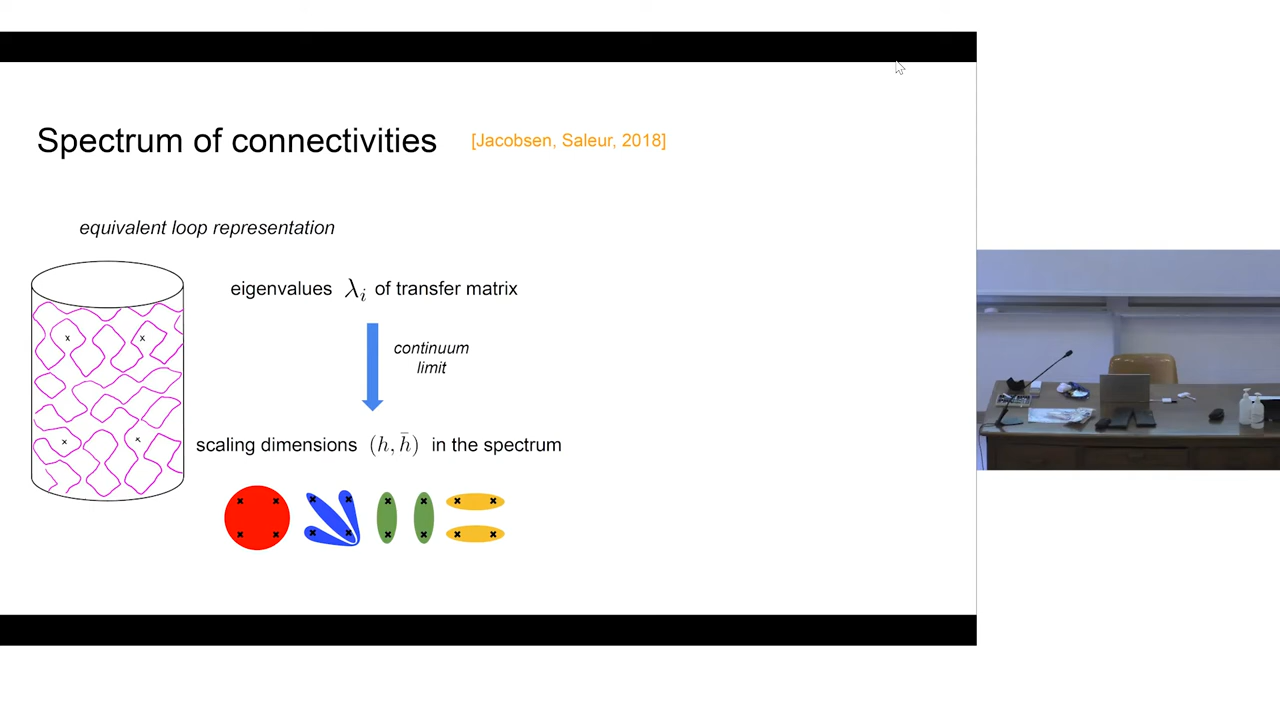 Spectrum of connectivities [Jacobsen, Saleur, 2018]
equivalent loop representation
eigenvalues λ_i of transfer matrix
continuum
limit
scaling dimensions (h, h̄) in the spectrum